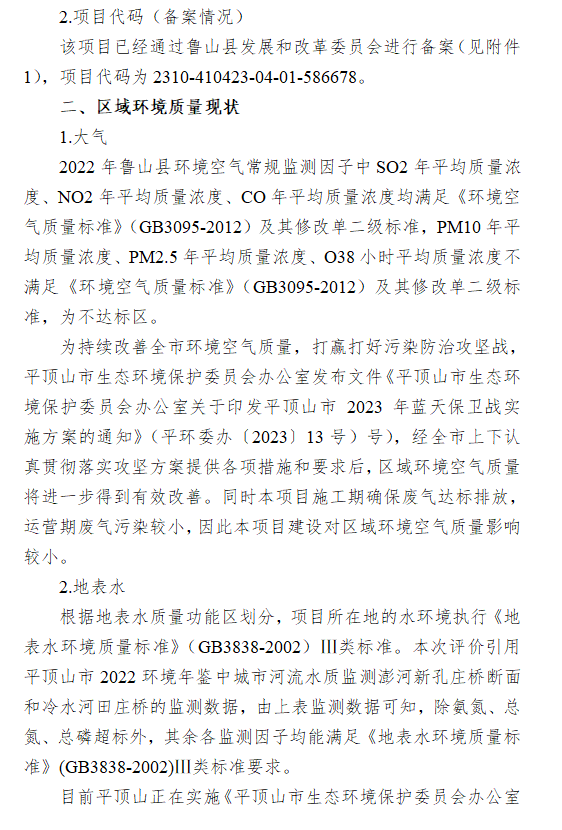 2.项目代码（备案情况）
该项目已经通过鲁山县发展和改革委员会进行备案（见附件
1），项目代码为 2310-410423-04-01-586678。
二、区域环境质量现状
1.大气
2022 年鲁山县环境空气常规监测因子中 SO2 年平均质量浓
度、NO2 年平均质量浓度、CO 年平均质量浓度均满足《环境空
气质量标准》（GB3095-2012）及其修改单二级标准，PM10 年平
均质量浓度、PM2.5 年平均质量浓度、O38 小时平均质量浓度不
满足《环境空气质量标准》（GB3095-2012）及其修改单二级标
准，为不达标区。
为持续改善全市环境空气质量，打赢打好污染防治攻坚战，
平顶山市生态环境保护委员会办公室发布文件《平顶山市生态环
境保护委员会办公室关于印发平顶山市 2023 年蓝天保卫战实
施方案的通知》（平环委办〔2023〕13 号）号），经全市上下认
真贯彻落实攻坚方案提供各项措施和要求后，区域环境空气质量
将进一步得到有效改善。同时本项目施工期确保废气达标排放，
运营期废气污染较小，因此本项目建设对区域环境空气质量影响
较小。
2.地表水
根据地表水质量功能区划分，项目所在地的水环境执行《地
表水环境质量标准》（GB3838-2002）Ⅲ类标准。本次评价引用
平顶山市 2022 环境年鉴中城市河流水质监测澎河新孔庄桥断面
和冷水河田庄桥的监测数据，由上表监测数据可知，除氨氮、总
氮、总磷超标外，其余各监测因子均能满足《地表水环境质量标
准》(GB3838-2002)Ⅲ类标准要求。
目前平顶山正在实施《平顶山市生态环境保护委员会办公室